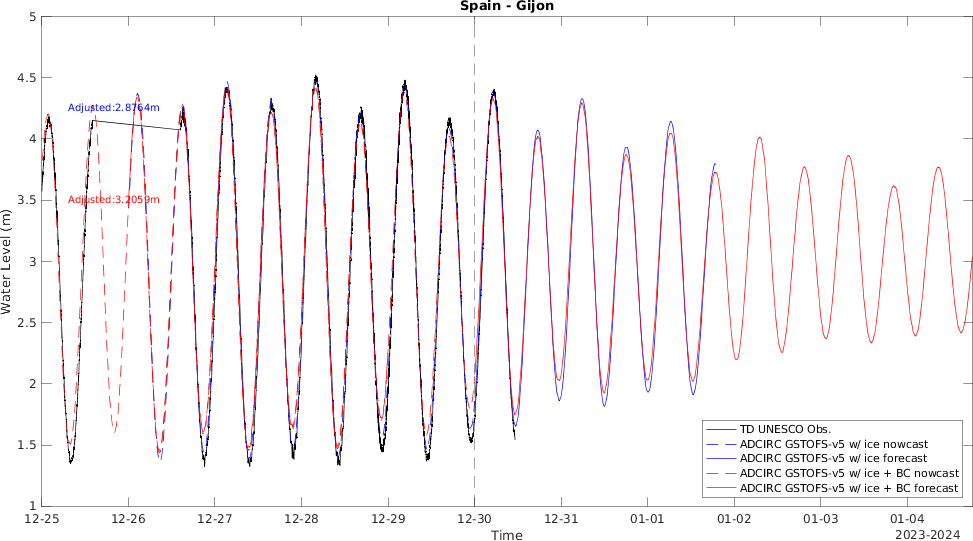 Spain - Gijon
5
4.5
4
3.5
3
2.5
2
1.5
1
Water Level (m)
Adjusted:2.8764m
Adjusted:3.2059m
TD UNESCO Obs.
ADCIRC GSTOFS-v5 w/ ice nowcast
ADCIRC GSTOFS-v5 w/ ice forecast
ADCIRC GSTOFS-v5 w/ ice + BC nowcast
ADCIRC GSTOFS-v5 w/ ice + BC forecast
12-25 12-26 12-27 12-28 12-29 12-30 12-31 01-01 01-02 01-03 01-04
Time
2023-2024